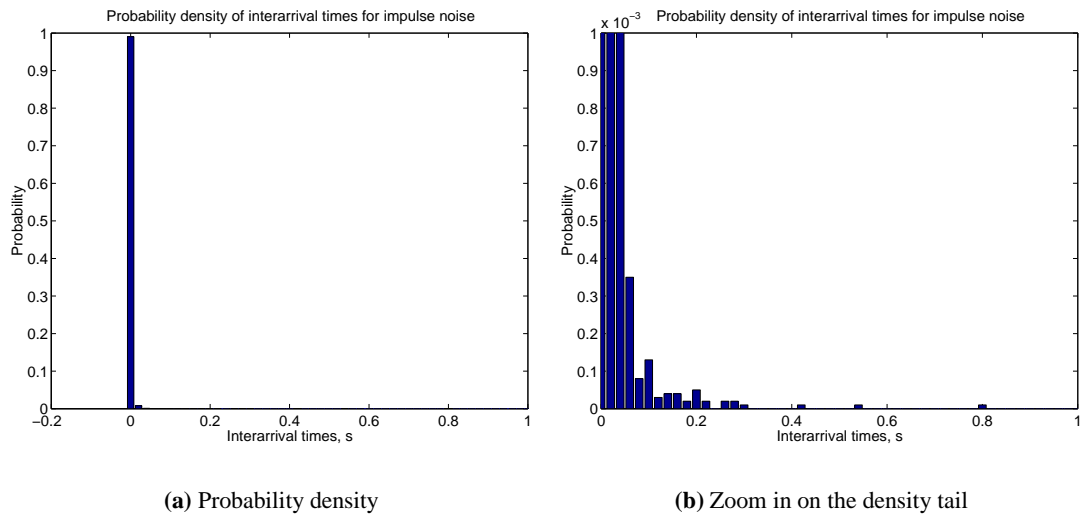 Probability density of interarrival times for impulse noise
1
0.9
0.8
0.7
0.6
0.5
0.4
0.3
0.2
0.1
0
Probability
−0.2 0 0.2 0.4 0.6 0.8 1
Interarrival times, s
(a) Probability density
x 10−3 Probability density of interarrival times for impulse noise
1
0.9
0.8
0.7
0.6
0.5
0.4
0.3
0.2
0.1
0
Probability
0 0.2 0.4 0.6 0.8 1
Interarrival times, s
(b) Zoom in on the density tail